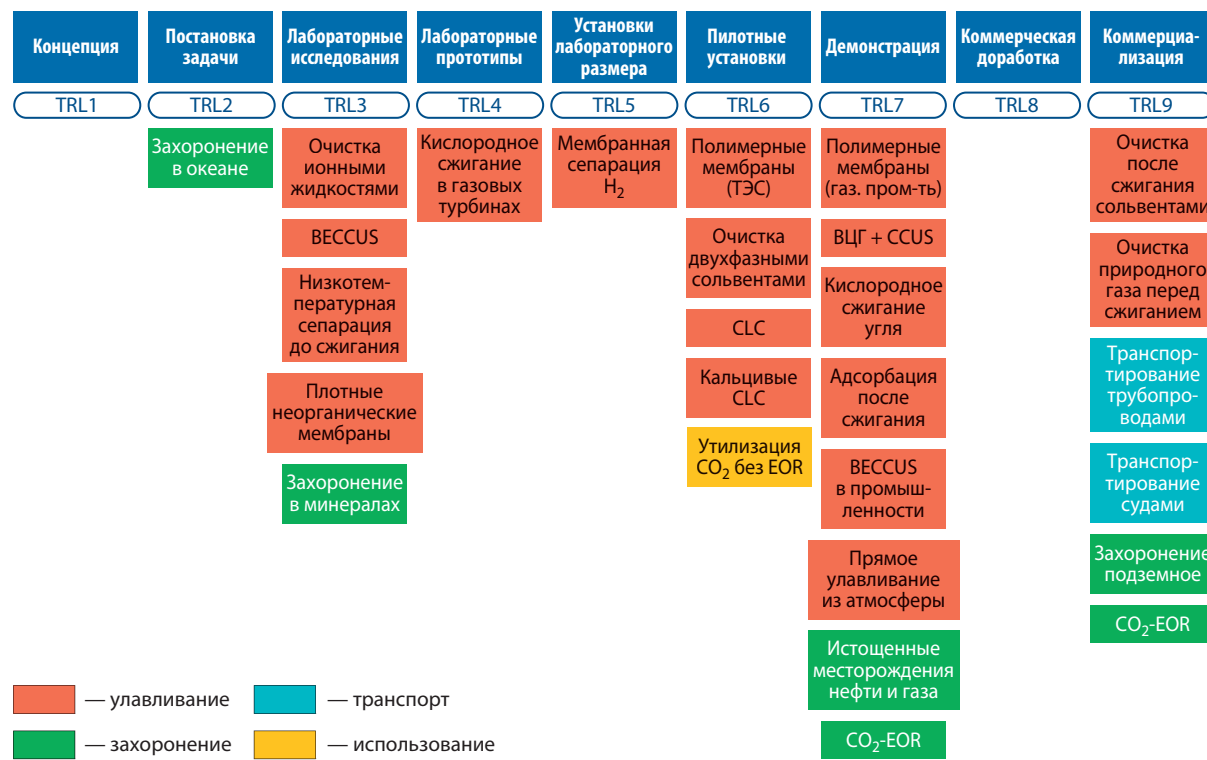 Концепция
Постановка
задачи
Лабораторные
исследования
Лабораторные
прототипы
Установки
лабораторного
размера
Пилотные
установки
Демонстрация
Коммерческая
доработка
Коммерциа-
лизация
TRL1
TRL2
TRL3
TRL4
TRL5
TRL6
TRL7
TRL8
TRL9
Захоронение
в океане
Очистка
ионными
жидкостями
BECCUS
Низкотем-
пературная
сепарация
до сжигания
Плотные
неорганические
мембраны
Захоронение
в минералах
Кислородное
сжигание
в газовых
турбинах
Мембранная
сепарация
H₂
Полимерные
мембраны
(ТЭС)
Очистка
двухфазными
сольвентами
CLC
Кальцивые
CLC
Утилизация
CO₂ без EOR
Полимерные
мембраны
(газ. пром-ть)
ВЦГ + CCUS
Кислородное
сжигание
угля
Адсорбация
после
сжигания
BECCUS
в промыш-
ленности
Прямое
улавливание
из атмосферы
Истощенные
месторождения
нефти и газа
CO₂-EOR
Очистка
после
сжигания
сольвентами
Очистка
природного
газа перед
сжиганием
Транспор-
тирование
трубопро-
водами
Транспор-
тирование
судами
Захоронение
подземное
CO₂-EOR
— улавливание
— транспорт
— захоронение
— использование